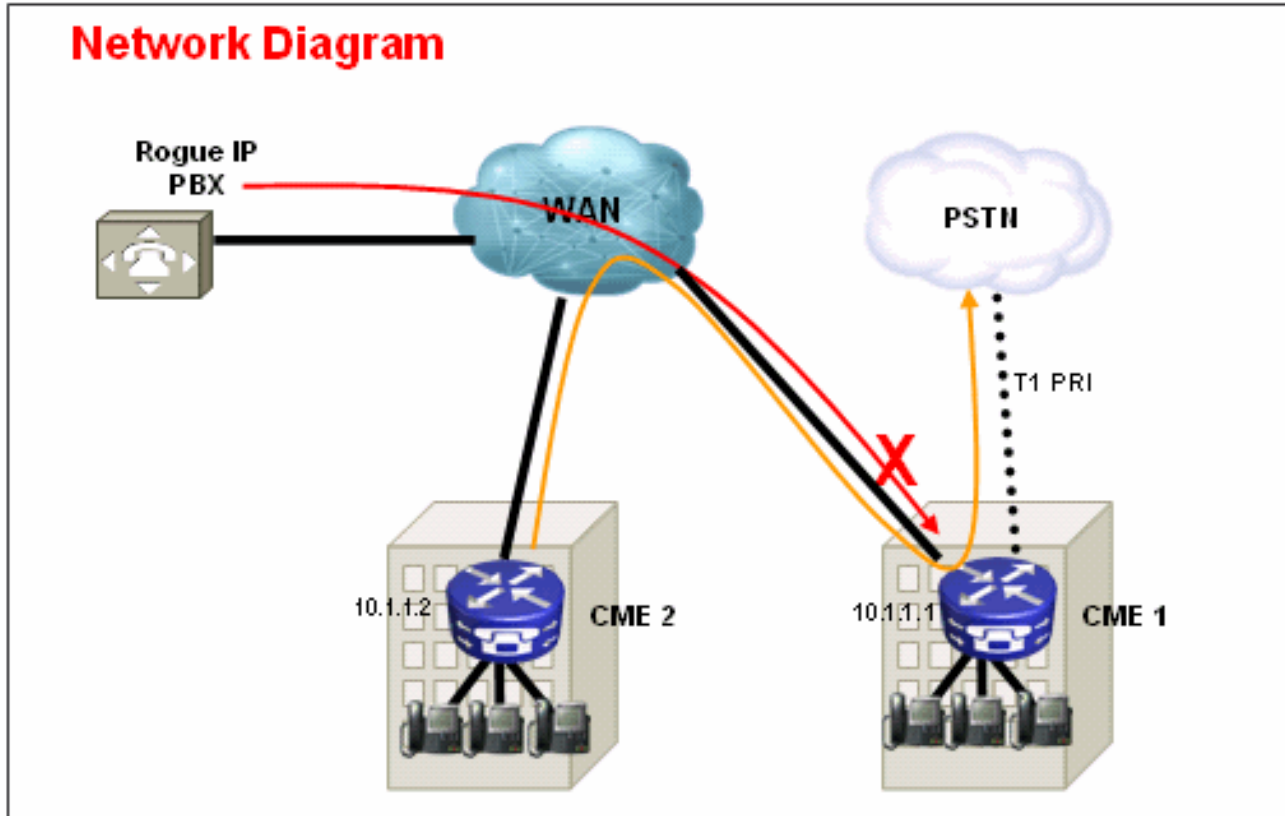 Network Diagram
Rogue IP
PBX
WAN
PSTN
T1 PRI
X
10.1.1.2
CME 2
10.1.1.1
CME 1